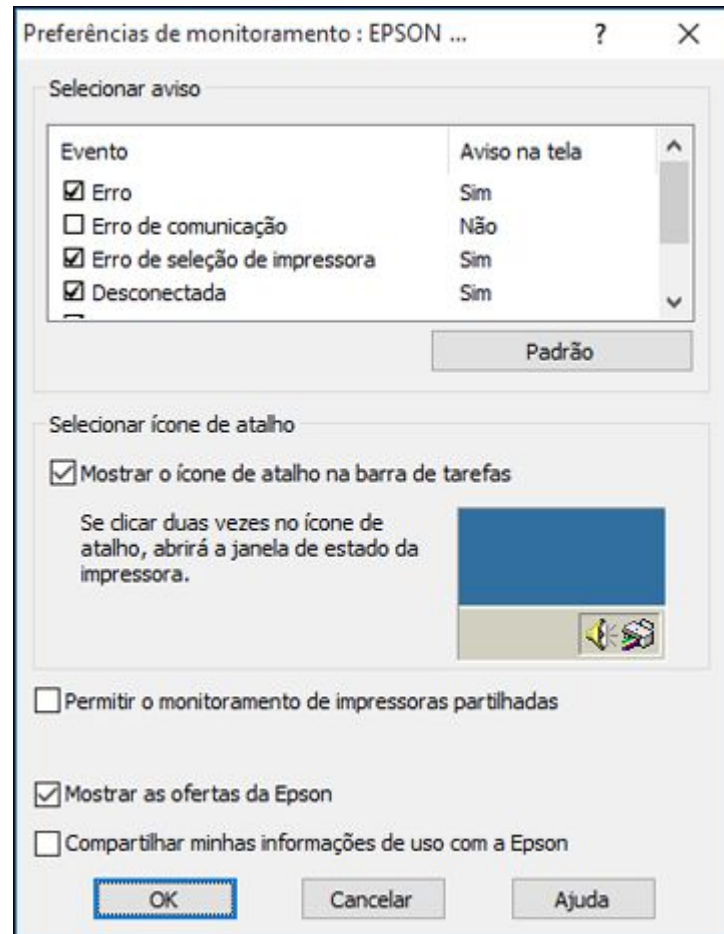 Preferências de monitoramento : EPSON ...
Selecionar aviso
Evento Aviso na tela
Erro Sim
Erro de comunicação Não
Erro de seleção de impressora Sim
Desconectada Sim
Padrão
Selecionar ícone de atalho
Mostrar o ícone de atalho na barra de tarefas
Se clicar duas vezes no ícone de
atalho, abrirá a janela de estado da
impressora.
Permitir o monitoramento de impressoras partilhadas
Mostrar as ofertas da Epson
Compartilhar minhas informações de uso com a Epson
OK Cancelar Ajuda